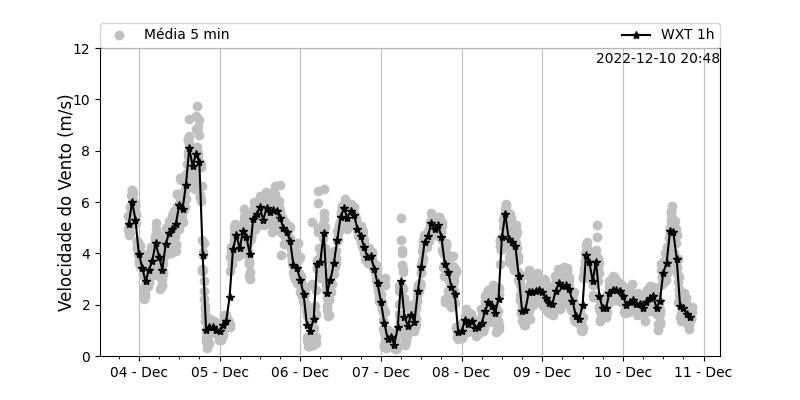 Média 5 min
WXT 1h
2022-12-10 20:48
Velocidade do Vento (m/s)
12
10
8
6
4
2
0
04 - Dec
05 - Dec
06 - Dec
07 - Dec
08 - Dec
09 - Dec
10 - Dec
11 - Dec